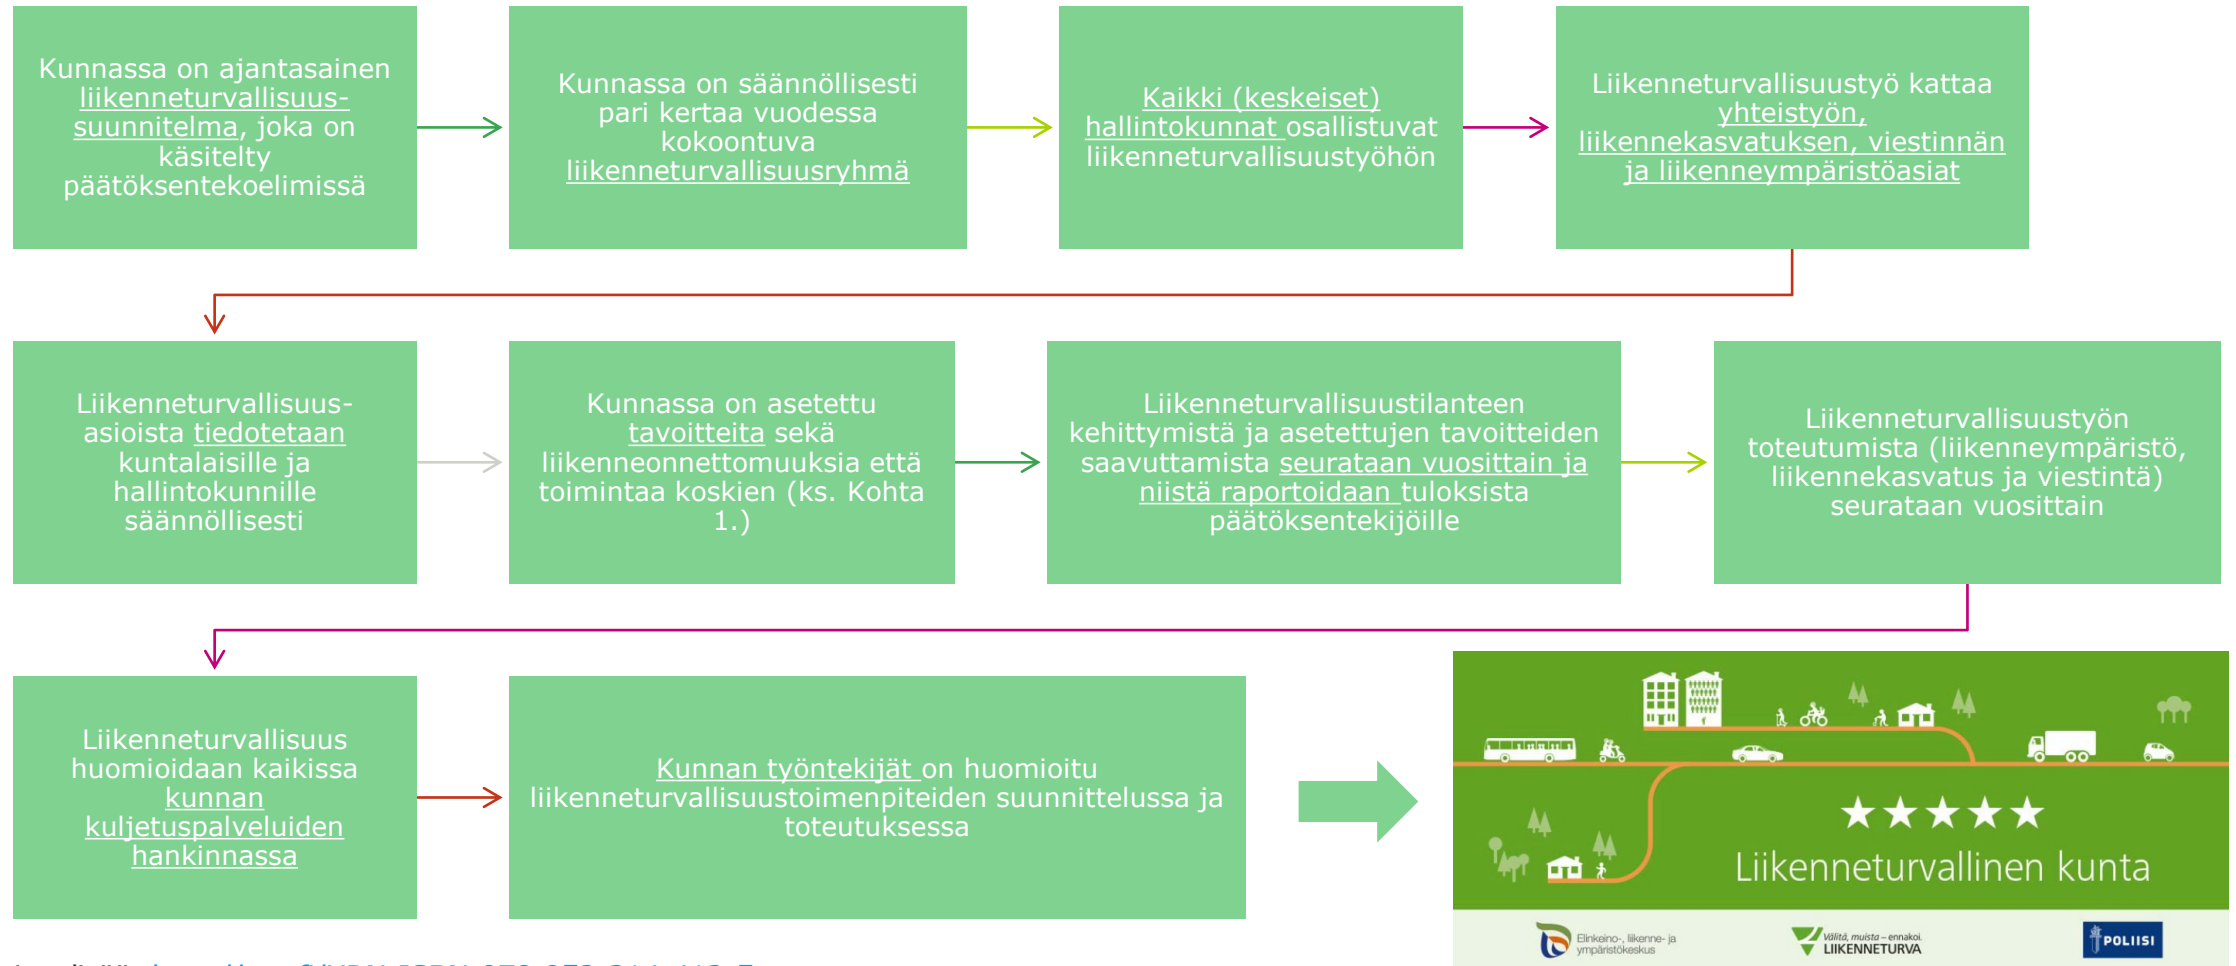 Kunnassa on ajantasainen
liikenneturvallisuus-
suunnitelma, joka on
käsitelty
päätöksentekoelimissä
Kunnassa on säännöllisesti
pari kertaa vuodessa
kokoontuva
liikenneturvallisuusryhmä
Kaikki (keskeiset)
hallintokunnat osallistuvat
liikenneturvallisuustyöhön
Liikenneturvallisuustyö kattaa
yhteistyön,
liikennekasvatuksen, viestinnän
ja liikenneympäristöasiat
Liikenneturvallisuus-
asioista tiedotetaan
kuntalaisille ja
hallintokunnille
säännöllisesti
Kunnassa on asetettu
tavoitteita sekä
liikenneonnettomuuksia että
toimintaa koskien (ks. Kohta
1.)
Liikenneturvallisuustilanteen
kehittymistä ja asetettujen tavoitteiden
saavuttamista seurataan vuosittain ja
niistä raportoidaan tuloksista
päätöksentekijöille
Liikenneturvallisuustyön
toteutumista (liikenneympäristö,
liikennekasvatus ja viestintä)
seurataan vuosittain
Liikenneturvallisuus
huomioidaan kaikissa
kunnan
kuljetuspalveluiden
hankinnassa
Kunnan työntekijät on huomioitu
liikenneturvallisuustoimenpiteiden suunnittelussa ja
toteutuksessa
Liikenneturvallinen kunta
Elinkeino-, liikenne- ja
ympäristökeskus
Välitä, muista – ennakoi.
LIIKENNETURVA
POLIISI